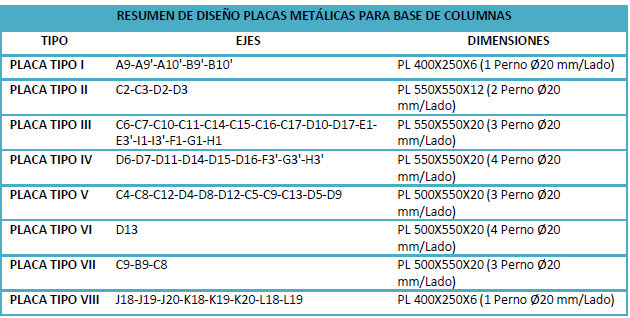 RESUMEN DE DISEÑO PLACAS METÁLICAS PARA BASE DE COLUMNAS
TIPO EJES DIMENSIONES
PLACA TIPO I A9-A9'-A10'-B9'-B10' PL 400X250X6 (1 Perno Ø20 mm/Lado)
PLACA TIPO II C2-C3-D2-D3 PL 550X550X12 (2 Perno Ø20
mm/Lado)
PLACA TIPO III C6-C7-C10-C11-C14-C15-C16-C17-D10-D17-E1- PL 550X550X20 (3 Perno Ø20
E3'-I1-I3'-F1-G1-H1 mm/Lado)
PLACA TIPO IV D6-D7-D11-D14-D15-D16-F3'-G3'-H3' PL 550X550X20 (4 Perno Ø20
mm/Lado)
PLACA TIPO V C4-C8-C12-D4-D8-D12-C5-C9-C13-D5-D9 PL 500X550X20 (3 Perno Ø20
mm/Lado)
PLACA TIPO VI D13 PL 500X550X20 (4 Perno Ø20
mm/Lado)
PLACA TIPO VII C9-B9-C8 PL 500X550X20 (3 Perno Ø20
mm/Lado)
PLACA TIPO VIII J18-J19-J20-K18-K19-K20-L18-L19 PL 400X250X6 (1 Perno Ø20 mm/Lado)